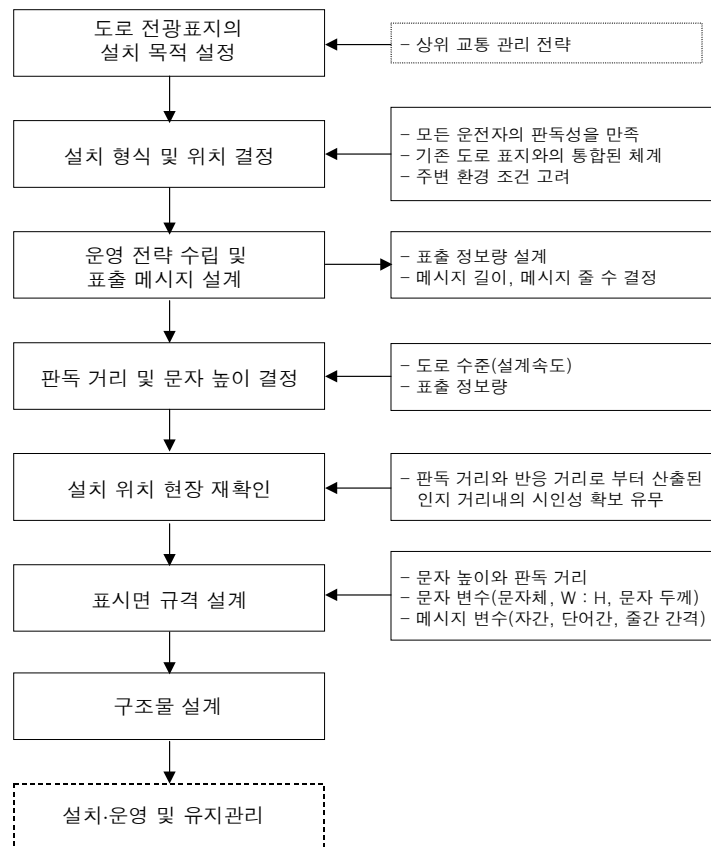 도로 전광표지의
설치 목적 설정
– 상위 교통 관리 전략
설치 형식 및 위치 결정
– 모든 운전자의 판독성을 만족
– 기존 도로 표지와의 통합된 체계
– 주변 환경 조건 고려
운영 전략 수립 및
표출 메시지 설계
– 표출 정보량 설계
– 메시지 길이, 메시지 줄 수 결정
판독 거리 및 문자 높이 결정
– 도로 수준(설계속도)
– 표출 정보량
설치 위치 현장 재확인
– 판독 거리와 반응 거리로 부터 산출된
인지 거리내의 시인성 확보 유무
표시면 규격 설계
– 문자 높이와 판독 거리
– 문자 변수(문자체, W : H, 문자 두께)
– 메시지 변수(자간, 단어간, 줄간 간격)
구조물 설계
설치·운영 및 유지관리